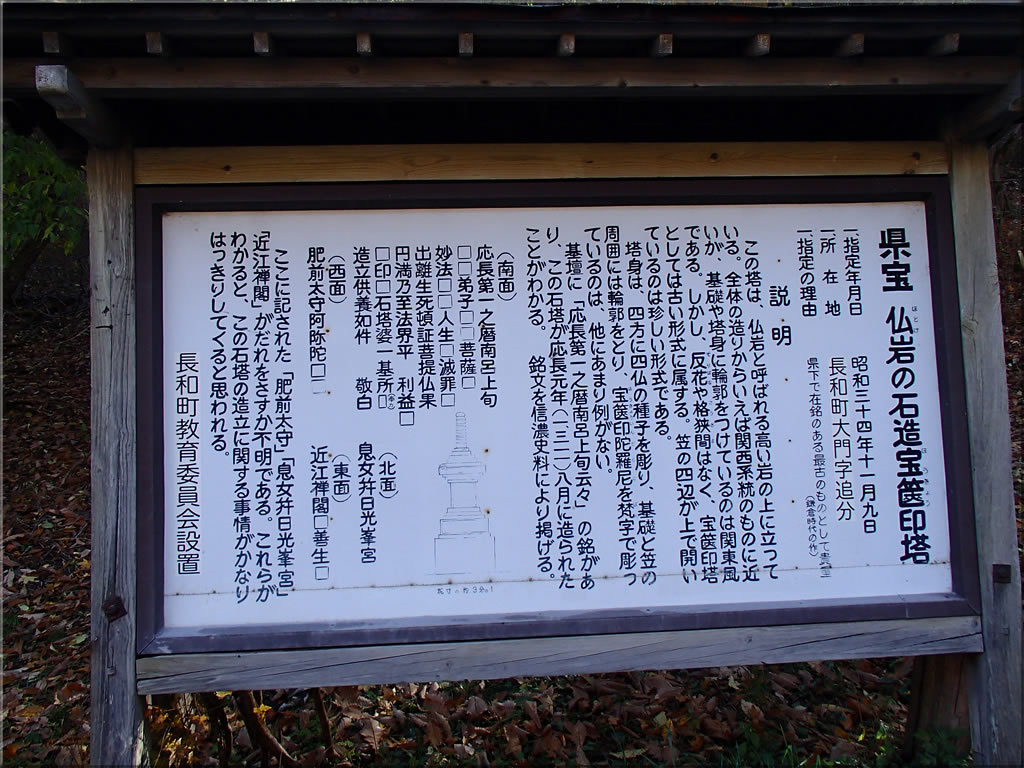 県宝 仏岩の石造宝篋印塔
ほとけ
ほうきょう
一、指定年月日 昭和三十四年十一月九日
一、所在地 長和町大門字追分
一、指定の理由 県下で在銘のある最古のものとして貴重
(鎌倉時代の作)
説明
この塔は、仏岩と呼ばれる高い岩の上に立って
いる。全体の造りからいえば関西系統のものに近
いが、基礎や塔身に輪郭をつけているのは関東風
である。しかし、反花や格狭間はなく、宝篋印塔
としては古い形式に属する。笠の四辺が上で開い
ているのは珍しい形式である。
塔身は、四方に四仏の種子を彫り、基礎と笠の
周囲には輪郭をとり、宝篋印陀羅尼を梵字で彫っ
ているのは、他にあまり例がない。
基壇に「応長第一之暦南呂上旬云々」の銘があ
り、この石塔が応長元年(一三一一)八月に造られた
ことがわかる。 銘文を信濃史料により掲げる。
(南面)
応長第一之暦南呂上旬
□□弟子□□菩薩□
妙法□□人生□滅罪□
出離生死頓証菩提仏果
円満乃至法界平 利益□
□印□石塔婆一基所□
造立供養如件 敬白
(西面)
肥前太守阿弥陀□□
(北面)
息女廾日光峯宮
(東面)
近江禅閣□善生□
ここに記された「肥前太守」「息女廾日光峯宮」
「近江禅閣」がだれをさすか不明である。これらが
わかると、この石塔の造立に関する事情がかなり
はっきりしてくると思われる。
長和町教育委員会設置